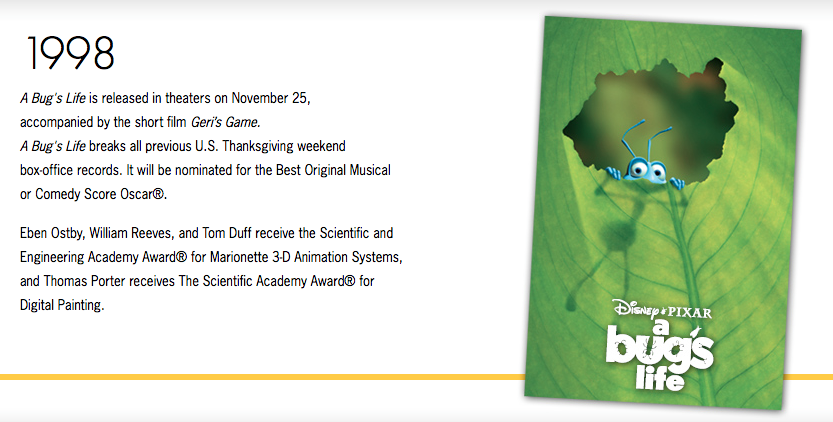 1998
A Bug's Life is released in theaters on November 25,
accompanied by the short film Geri's Game.
A Bug's Life breaks all previous U.S. Thanksgiving weekend
box-office records. It will be nominated for the Best Original Musical
or Comedy Score Oscar®.
Eben Ostby, William Reeves, and Tom Duff receive the Scientific and
Engineering Academy Award® for Marionette 3-D Animation Systems,
and Thomas Porter receives The Scientific Academy Award® for
Digital Painting.
Disney PIXAR
a
bug's
life